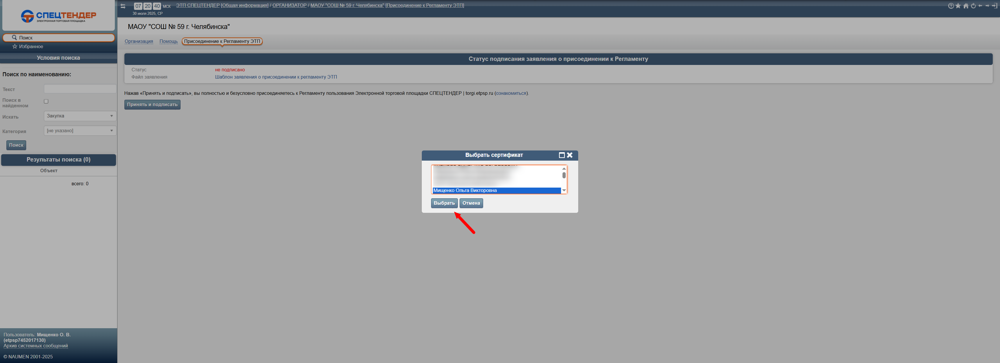 СПЕЦТЕНДЕР
ЭЛЕКТРОННАЯ ТОРГОВАЯ ПЛОЩАДКА
Поиск
Избранное
Условия поиска
Поиск по наименованию:
Текст
Поиск в
найденном
Искать
Закупка
Категория
[не указано]
Поиск
Результаты поиска (0)
Объект
всего: 0
Пользователь: Мищенко О. В.
(etpsp7452017130)
Архив системных сообщений
© NAUMEN 2001-2025
07 20 40 МСК
30 июля 2025, СР
ЭТП СПЕЦТЕНДЕР [Общая информация] / ОРГАНИЗАТОР / МАОУ "СОШ № 59 г. Челябинска" [Присоединение к Регламенту ЭТП]
МАОУ "СОШ № 59 г. Челябинска"
Организация Помощь Присоединение к Регламенту ЭТП
Статус подписания заявления о присоединении к Регламенту
Статус не подписано
Файл заявления Шаблон заявления о присоединении к регламенту ЭТП
Нажав «Принять и подписать», вы полностью и безусловно присоединяетесь к Регламенту пользования Электронной торговой площадки СПЕЦТЕНДЕР | torgi.etpsp.ru (ознакомиться).
Принять и подписать
Выбрать сертификат
Мищенко Ольга Викторовна
Выбрать Отмена